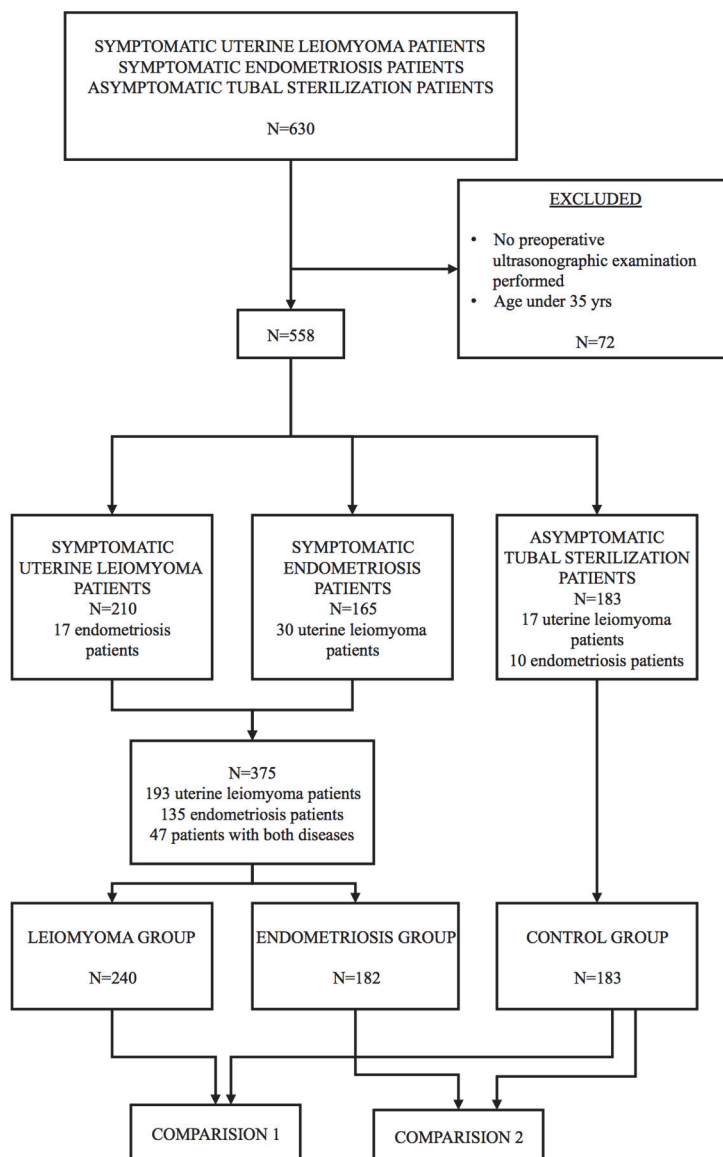 SYMPTOMATIC UTERINE LEIOMYOMA PATIENTS
SYMPTOMATIC ENDOMETRIOSIS PATIENTS
ASYMPTOMATIC TUBAL STERILIZATION PATIENTS
N=630
EXCLUDED
• No preoperative
ultrasonographic examination
performed
• Age under 35 yrs
N=72
N=558
SYMPTOMATIC
UTERINE LEIOMYOMA
PATIENTS
N=210
17 endometriosis
patients
SYMPTOMATIC
ENDOMETRIOSIS
PATIENTS
N=165
30 uterine leiomyoma
patients
ASYMPTOMATIC
TUBAL STERILIZATION
PATIENTS
N=183
17 uterine leiomyoma
patients
10 endometriosis patients
N=375
193 uterine leiomyoma patients
135 endometriosis patients
47 patients with both diseases
LEIOMYOMA GROUP
N=240
ENDOMETRIOSIS GROUP
N=182
CONTROL GROUP
N=183
COMPARISION 1
COMPARISION 2